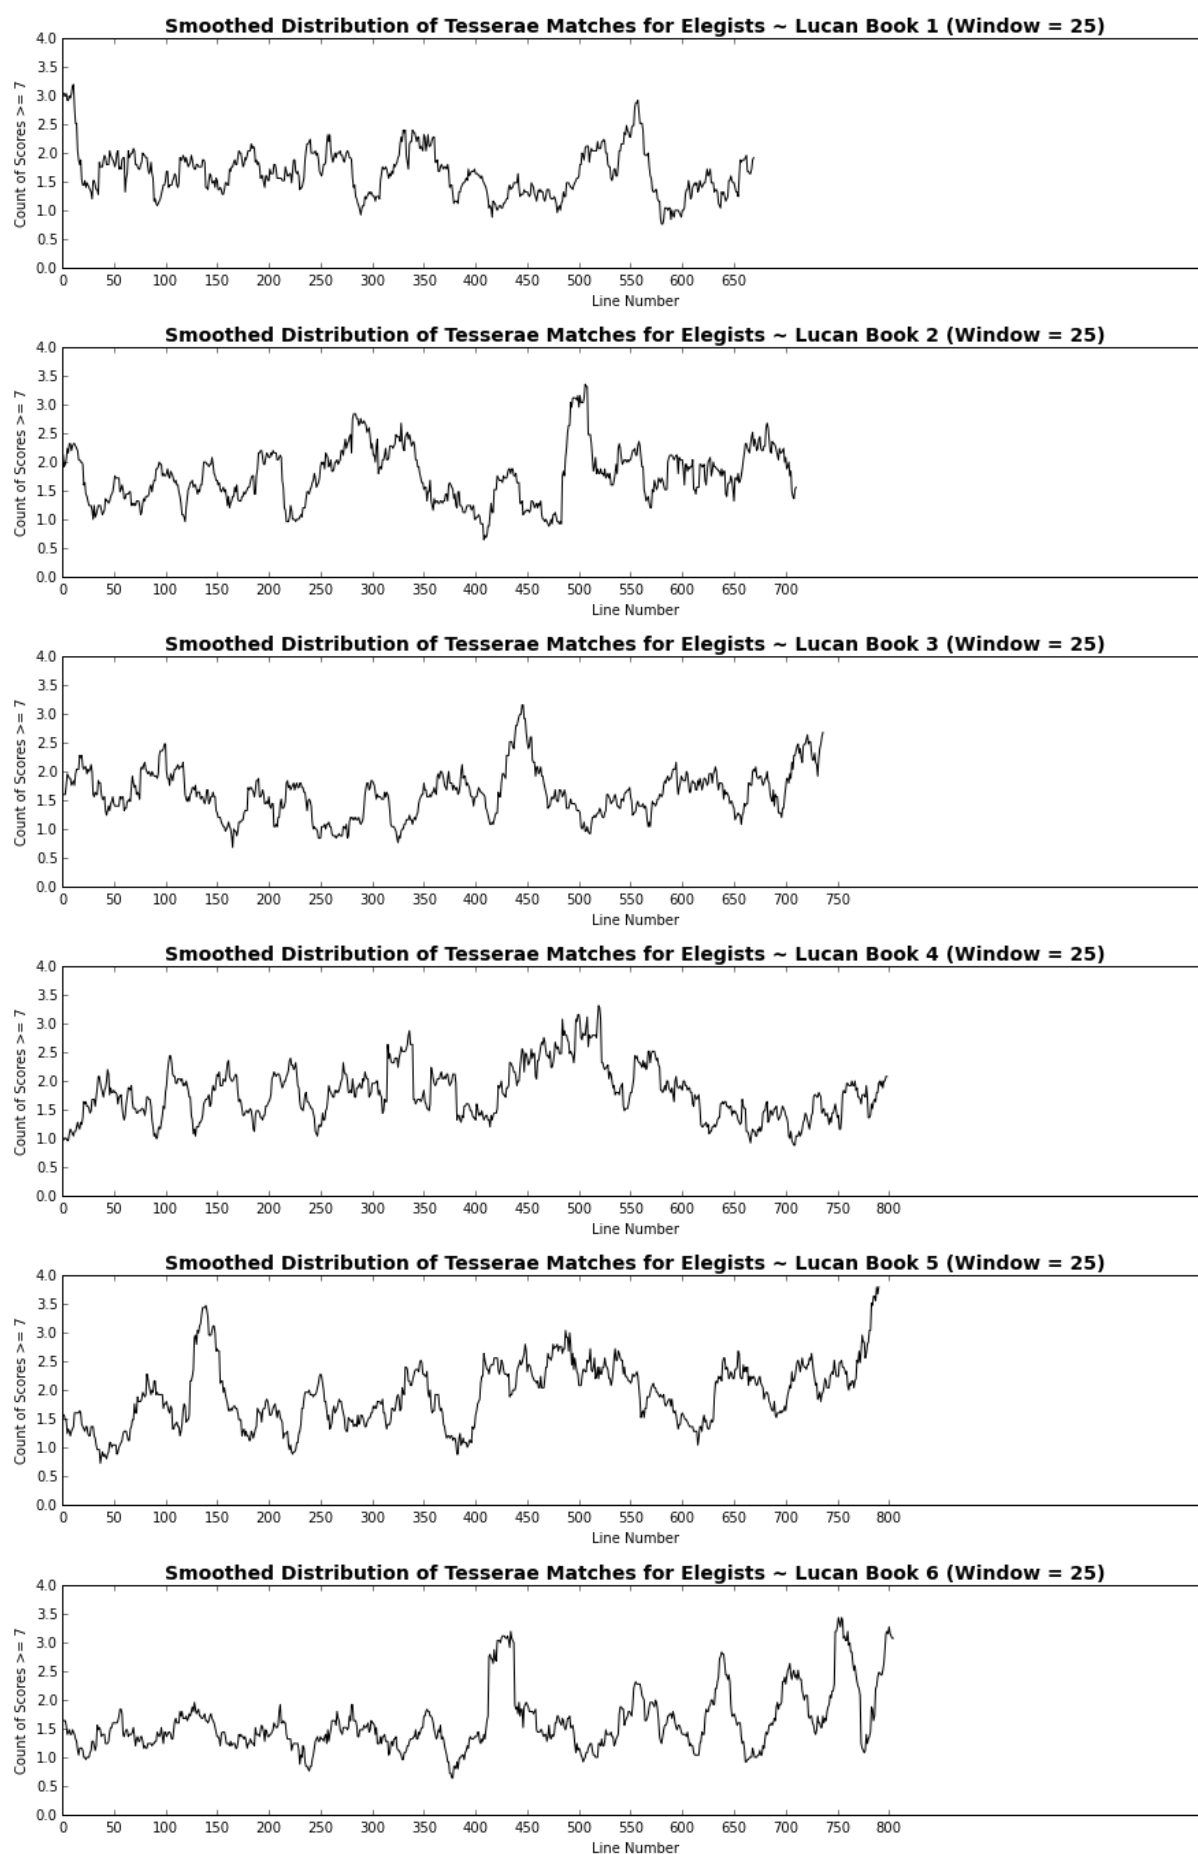 Smoothed Distribution of Tesserae Matches for Elegists ~ Lucan Book 1 (Window = 25)
4.0
3.5
3.0
2.5
2.0
1.5
1.0
0.5
0.0
Count of Scores >= 7
0 50 100 150 200 250 300 350 400 450 500 550 600 650
Line Number
Smoothed Distribution of Tesserae Matches for Elegists ~ Lucan Book 2 (Window = 25)
4.0
3.5
3.0
2.5
2.0
1.5
1.0
0.5
0.0
Count of Scores >= 7
0 50 100 150 200 250 300 350 400 450 500 550 600 650 700
Line Number
Smoothed Distribution of Tesserae Matches for Elegists ~ Lucan Book 3 (Window = 25)
4.0
3.5
3.0
2.5
2.0
1.5
1.0
0.5
0.0
Count of Scores >= 7
0 50 100 150 200 250 300 350 400 450 500 550 600 650 700 750
Line Number
Smoothed Distribution of Tesserae Matches for Elegists ~ Lucan Book 4 (Window = 25)
4.0
3.5
3.0
2.5
2.0
1.5
1.0
0.5
0.0
Count of Scores >= 7
0 50 100 150 200 250 300 350 400 450 500 550 600 650 700 750 800
Line Number
Smoothed Distribution of Tesserae Matches for Elegists ~ Lucan Book 5 (Window = 25)
4.0
3.5
3.0
2.5
2.0
1.5
1.0
0.5
0.0
Count of Scores >= 7
0 50 100 150 200 250 300 350 400 450 500 550 600 650 700 750 800
Line Number
Smoothed Distribution of Tesserae Matches for Elegists ~ Lucan Book 6 (Window = 25)
4.0
3.5
3.0
2.5
2.0
1.5
1.0
0.5
0.0
Count of Scores >= 7
0 50 100 150 200 250 300 350 400 450 500 550 600 650 700 750 800
Line Number